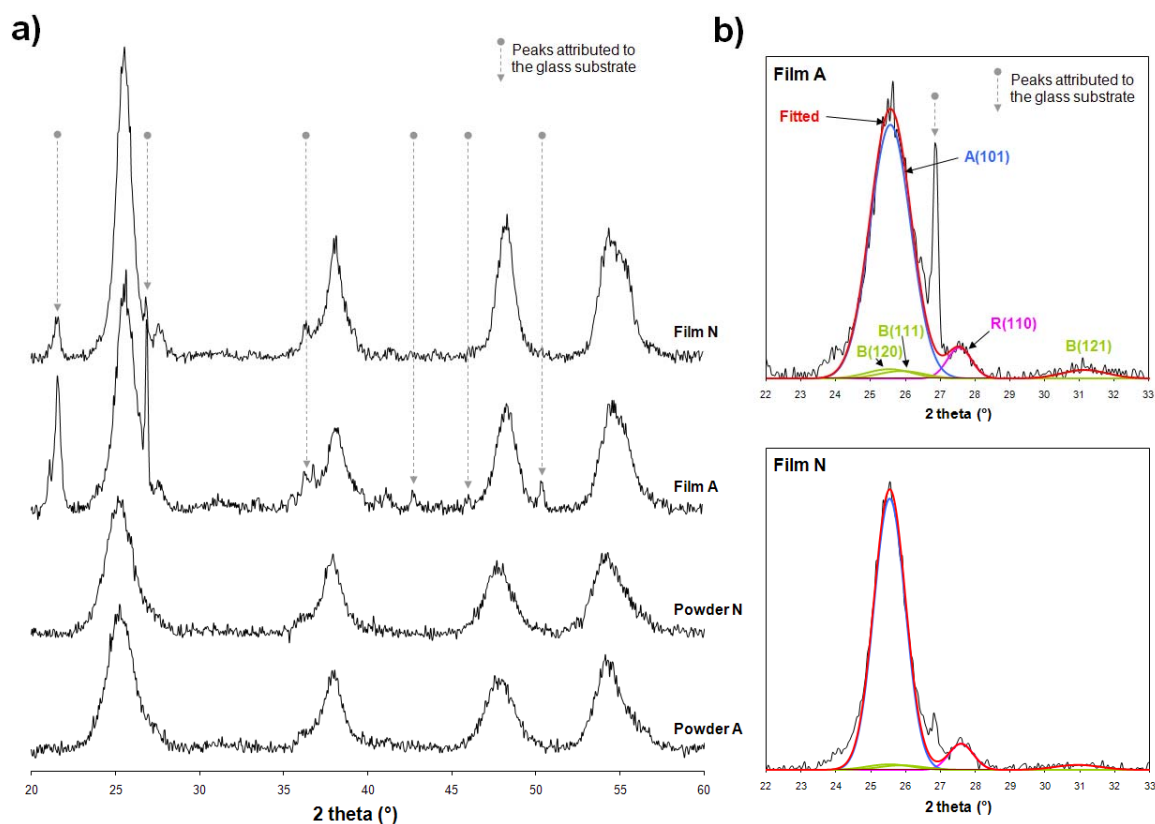 a)
Peaks attributed to
the glass substrate
Film N
Film A
Powder N
Powder A
20 25 30 35 40 45 50 55 60
2 theta (°)
b)
Film A
Peaks attributed to
the glass substrate
Fitted
A(101)
B(111)
B(120)
R(110)
B(121)
22 23 24 25 26 27 28 29 30 31 32 33
2 theta (°)
Film N
22 23 24 25 26 27 28 29 30 31 32 33
2 theta (°)